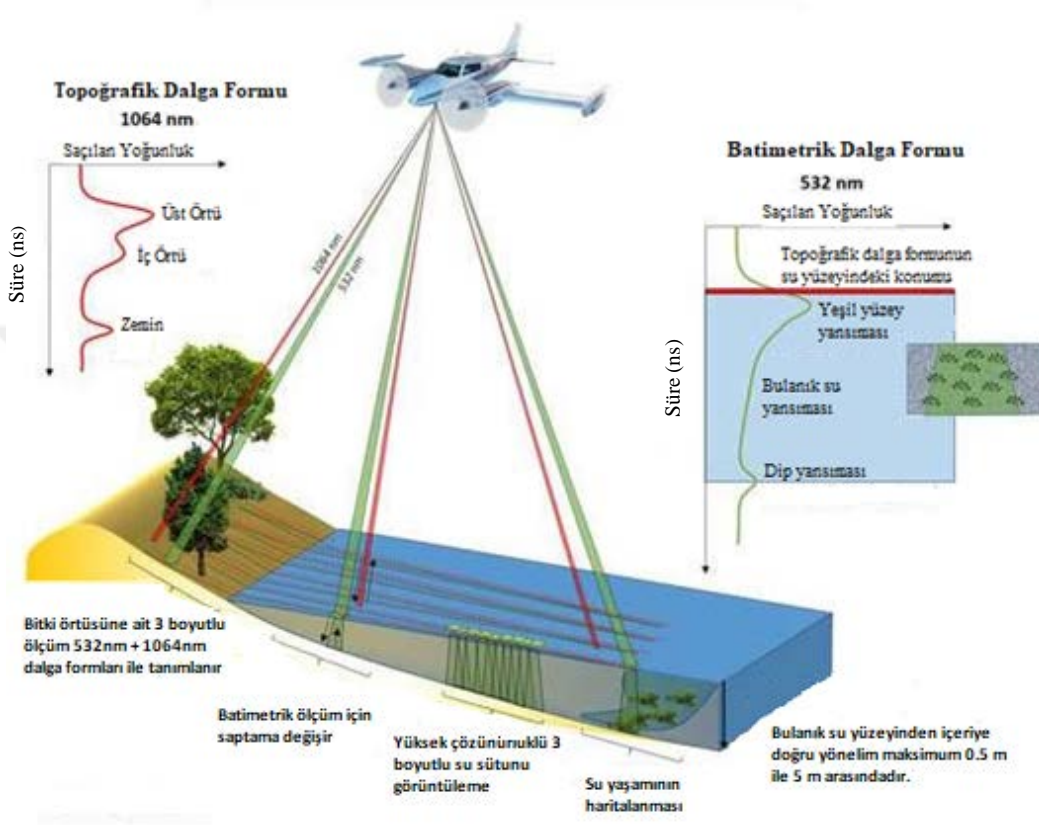 Topoğrafik Dalga Formu
1064 nm
Saçılan Yoğunluk
Üst Örtü
İç Örtü
Zemin
Süre (ns)
1064 nm
532 nm
Batimetrik Dalga Formu
532 nm
Saçılan Yoğunluk
Topoğrafik dalga formunun
su yüzeyindeki konumu
Yeşil yüzey
yansıması
Bulanık su
yansıması
Dip yansıması
Süre (ns)
Bitki örtüsüne ait 3 boyutlu
ölçüm 532nm + 1064nm
dalga formları ile tanımlanır
Batimetrik ölçüm için
saptama değişir
Yüksek çözünürluklü 3
boyutlu su sütunu
görüntüleme
Su yaşamının
haritalanması
Bulanık su yüzeyinden içeriye
doğru yönelim maksimum 0.5 m
ile 5 m arasındadır.